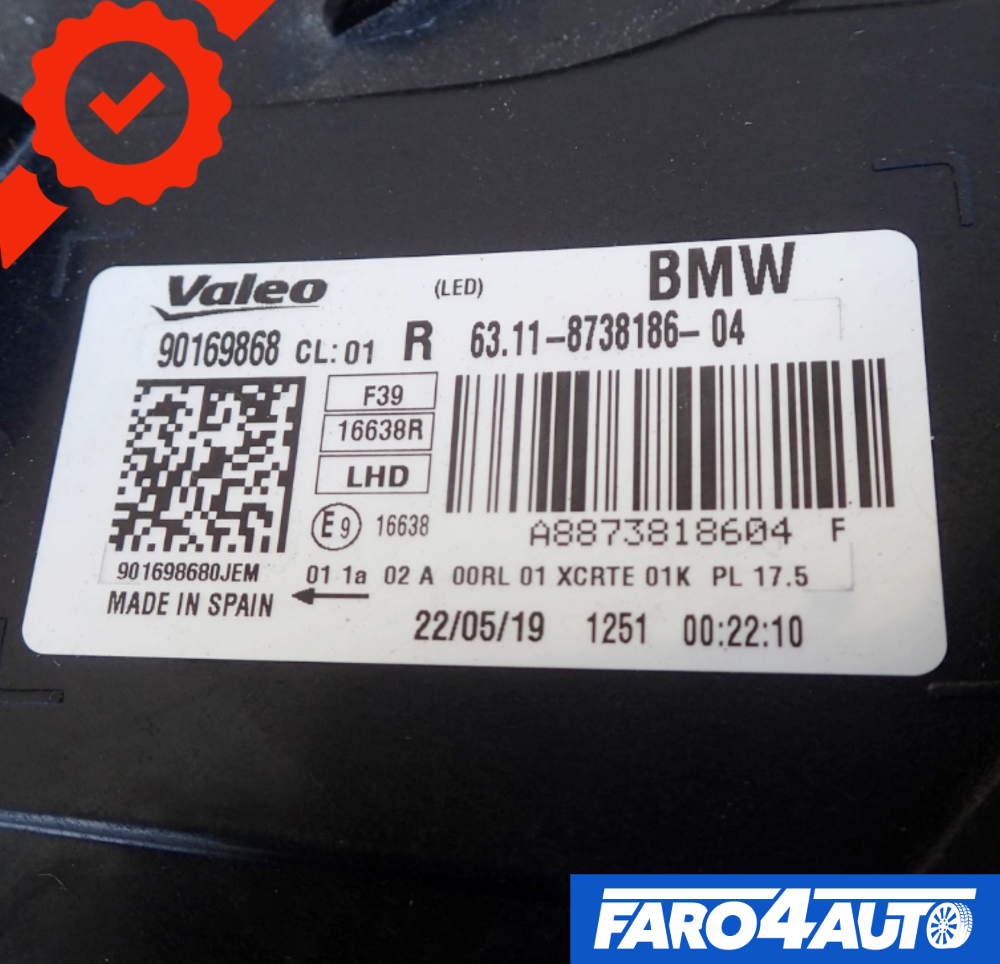 Valeo (LED) BMW
90169868 CL:01 R 63.11-8738186-04
F39
16638R
LHD
E9 16638 A8873818604 F
901698680JEM 01 1a 02 A 00RL 01 XCRTE 01K PL 17.5
MADE IN SPAIN
22/05/19 1251 00:22:10
FARO4AUTO